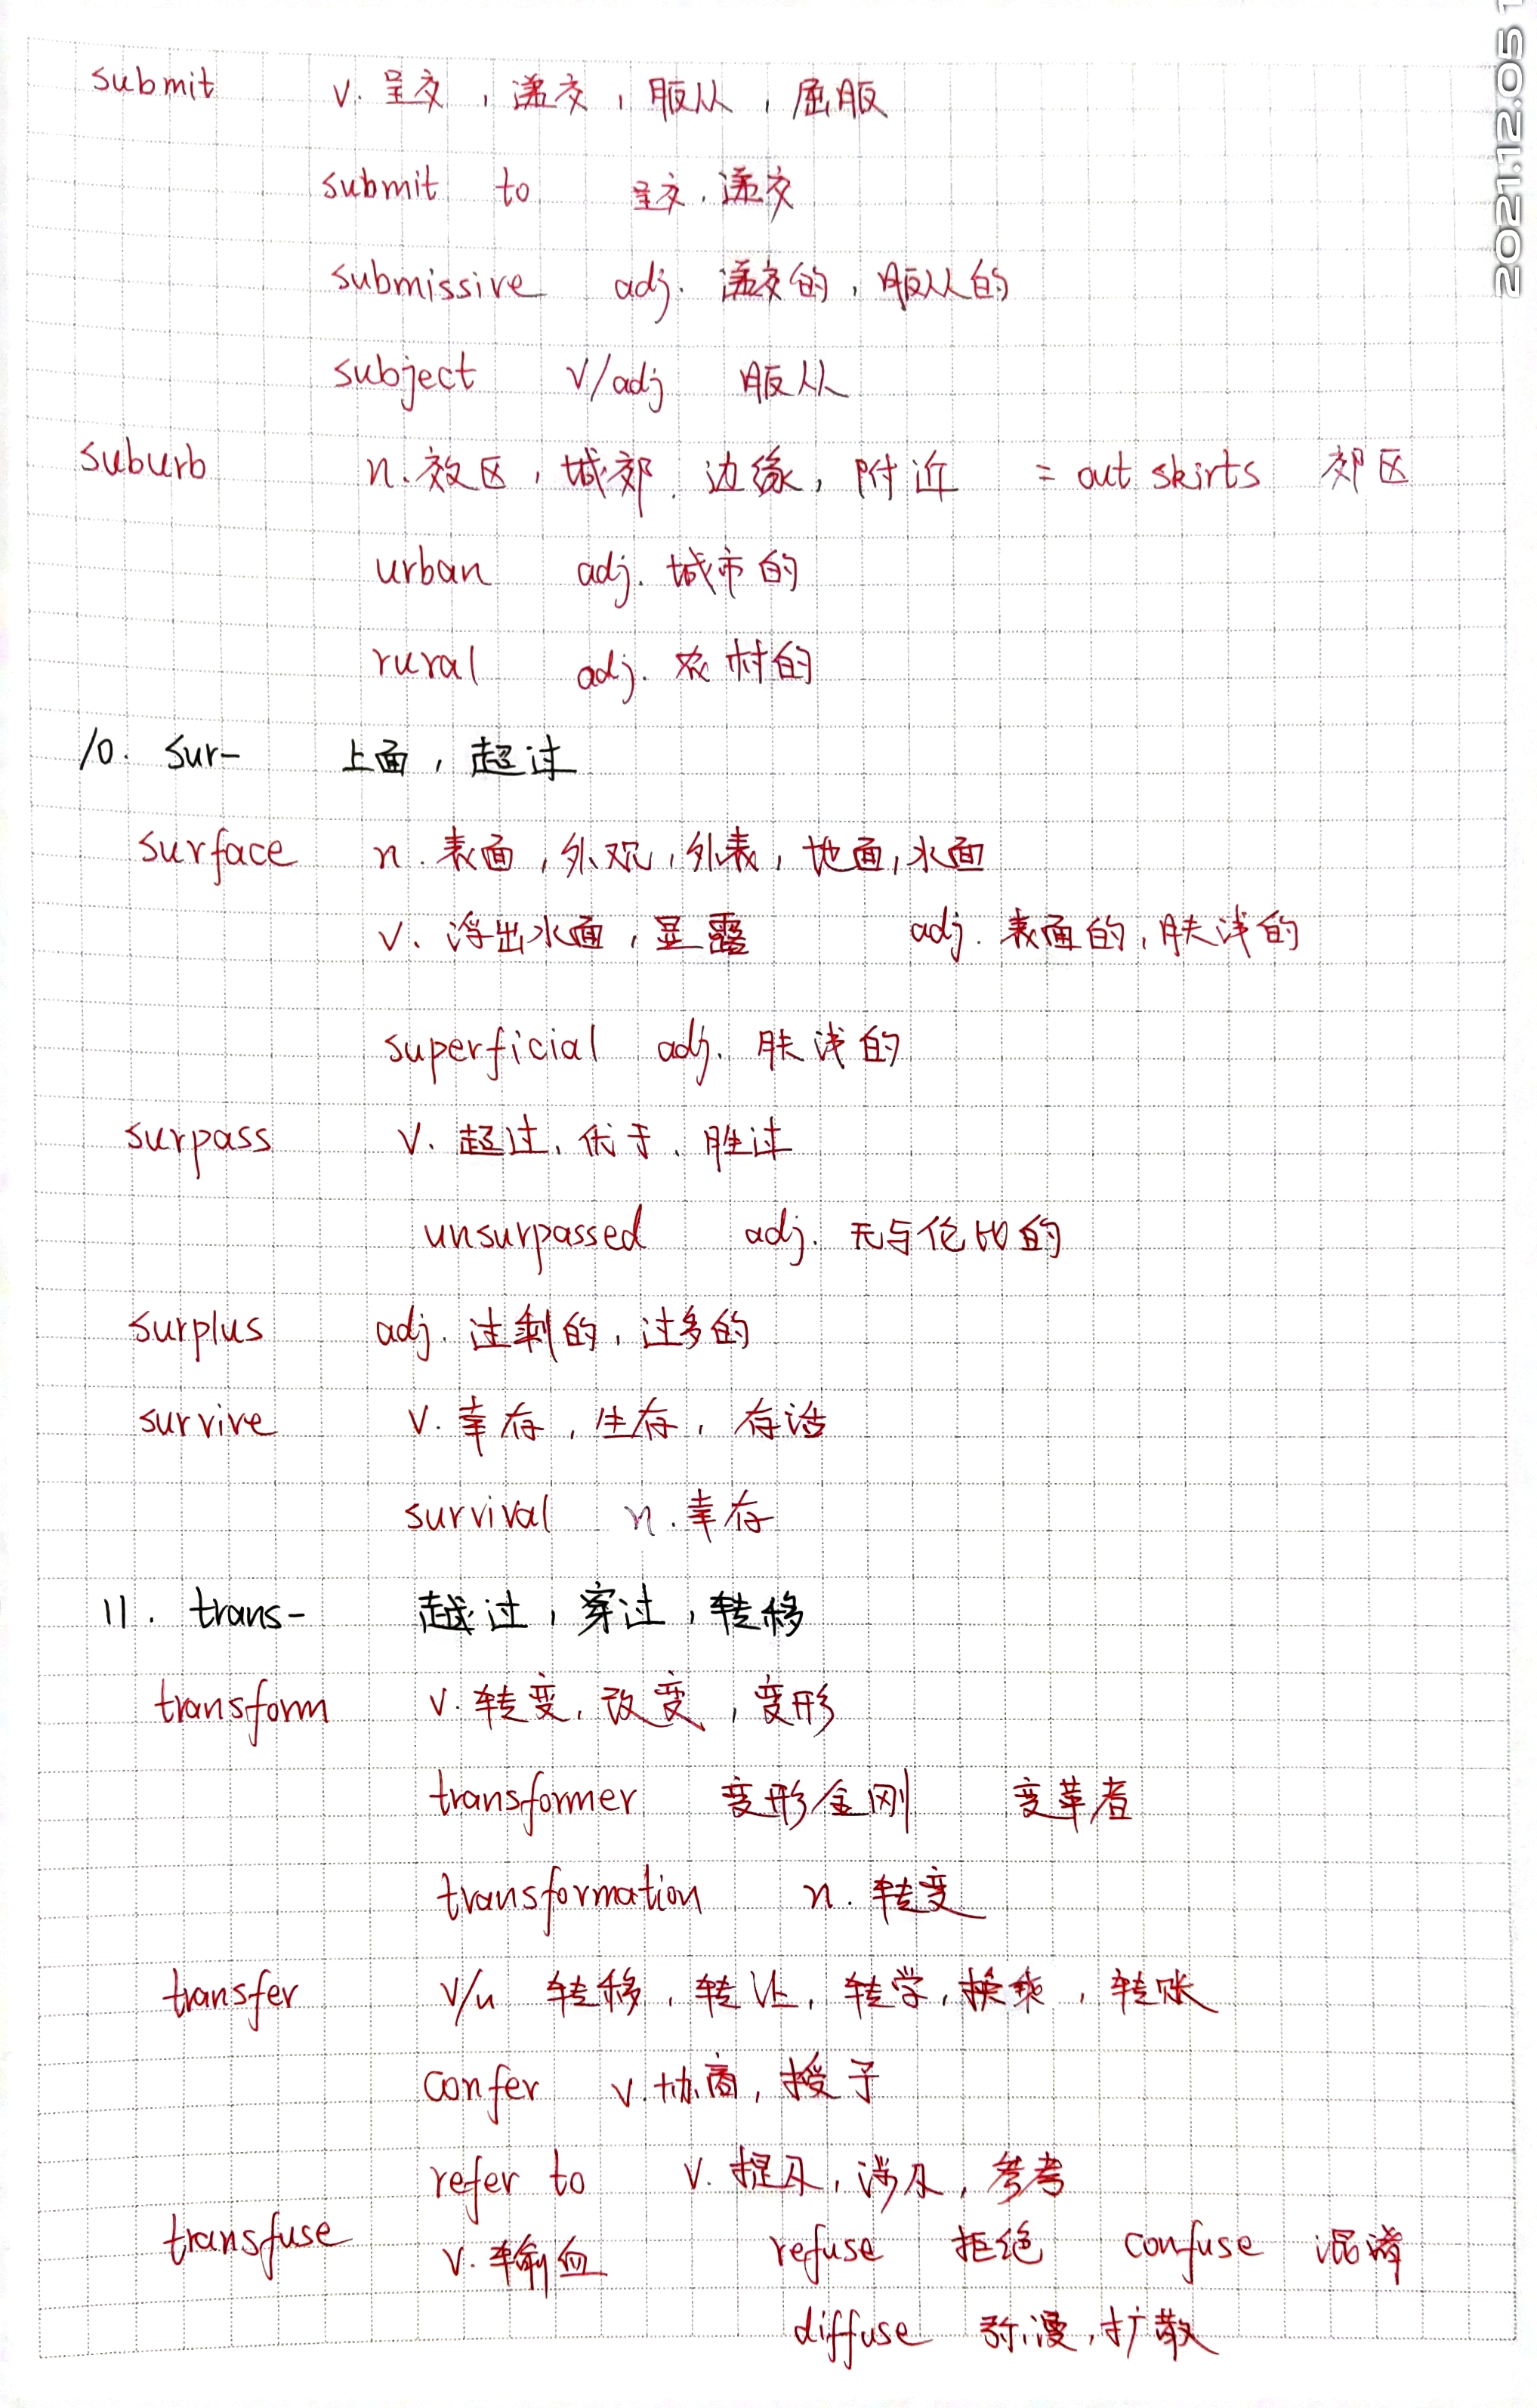 2021.12.05 1
submit v. 呈交，递交，服从，屈服
submit to 呈交，递交
submissive adj. 递交的，服从的
subject v/adj 服从
suburb n. 效区，城郊，边缘，附近 = out skirts 郊区
urban adj. 城市的
rural adj. 农村的
10. sur- 上面，超过
surface n. 表面，外观，外表，地面，水面
v. 浮出水面，显露 adj. 表面的，肤浅的
superficial adj. 肤浅的
surpass v. 超过，优于，胜过
unsurpassed adj. 无与伦比的
surplus adj. 过剩的，过多的
survive v. 幸存，生存，存活
survival n. 幸存
11. trans- 越过，穿过，转移
transform v. 转变，改变，变形
transformer 变形金刚 变革者
transformation n. 转变
transfer v/n 转移，转让，转学，换乘，转账
confer v. 协商，授予
refer to v. 提及，涉及，参考
transfuse v. 输血 refuse 拒绝 confuse 混淆
diffuse 弥漫，扩散